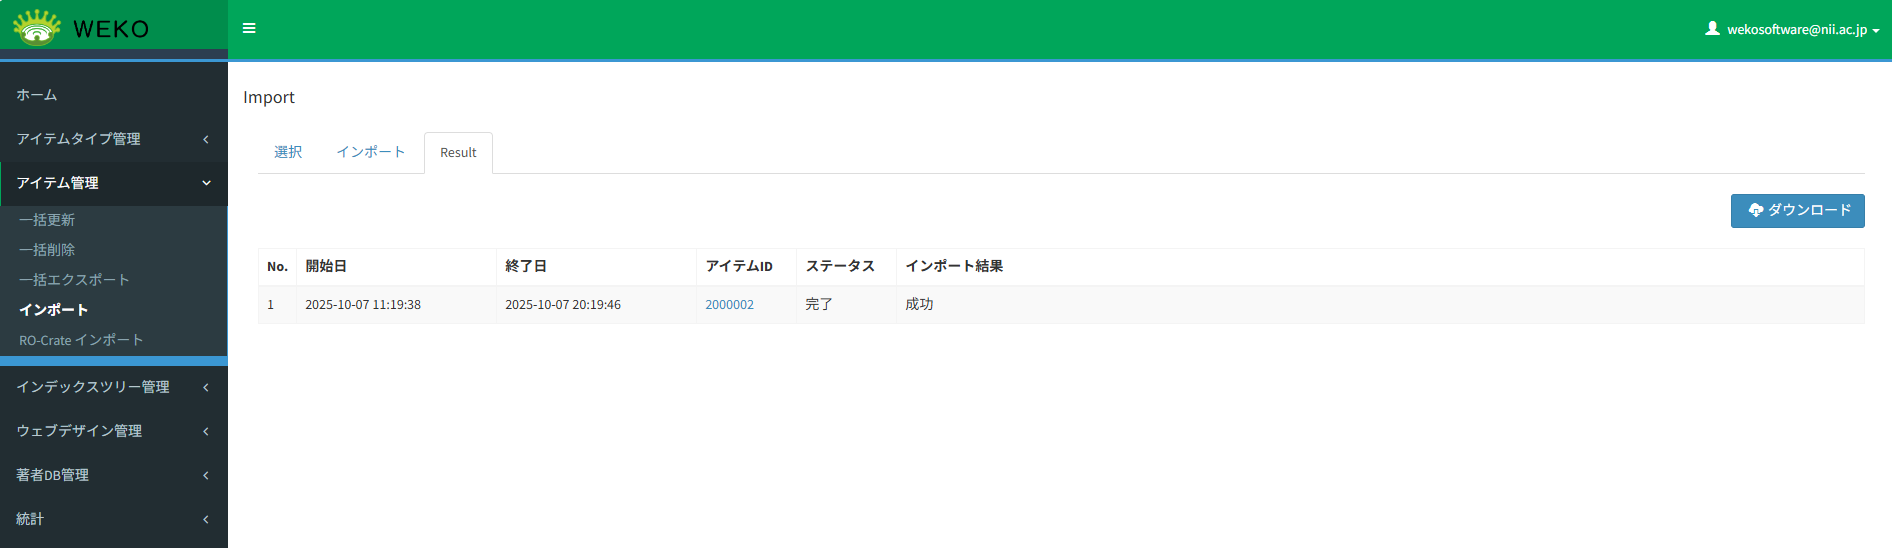 WEKO
wekosoftware@nii.ac.jp
ホーム
アイテムタイプ管理
アイテム管理
一括更新
一括削除
一括エクスポート
インポート
RO-Crate インポート
インデックスツリー管理
ウェブデザイン管理
著者DB管理
統計
Import
選択 インポート Result
ダウンロード
No. 開始日 終了日 アイテムID ステータス インポート結果
1 2025-10-07 11:19:38 2025-10-07 20:19:46 2000002 完了 成功